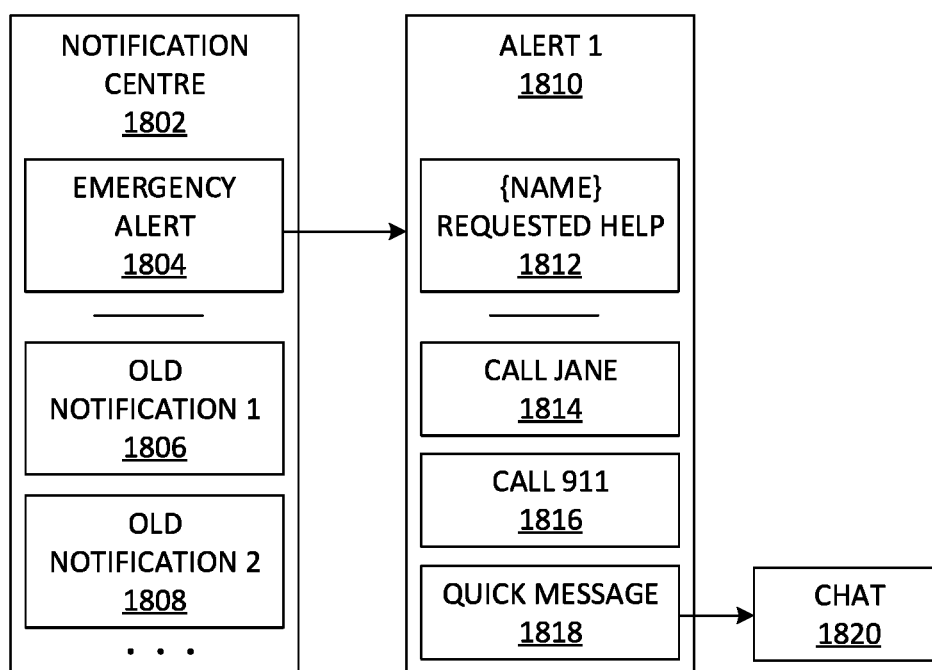 NOTIFICATION
CENTRE
1802
EMERGENCY
ALERT
1804
OLD
NOTIFICATION 1
1806
OLD
NOTIFICATION 2
1808
. . .
ALERT 1
1810
{NAME}
REQUESTED HELP
1812
CALL JANE
1814
CALL 911
1816
QUICK MESSAGE
1818
CHAT
1820